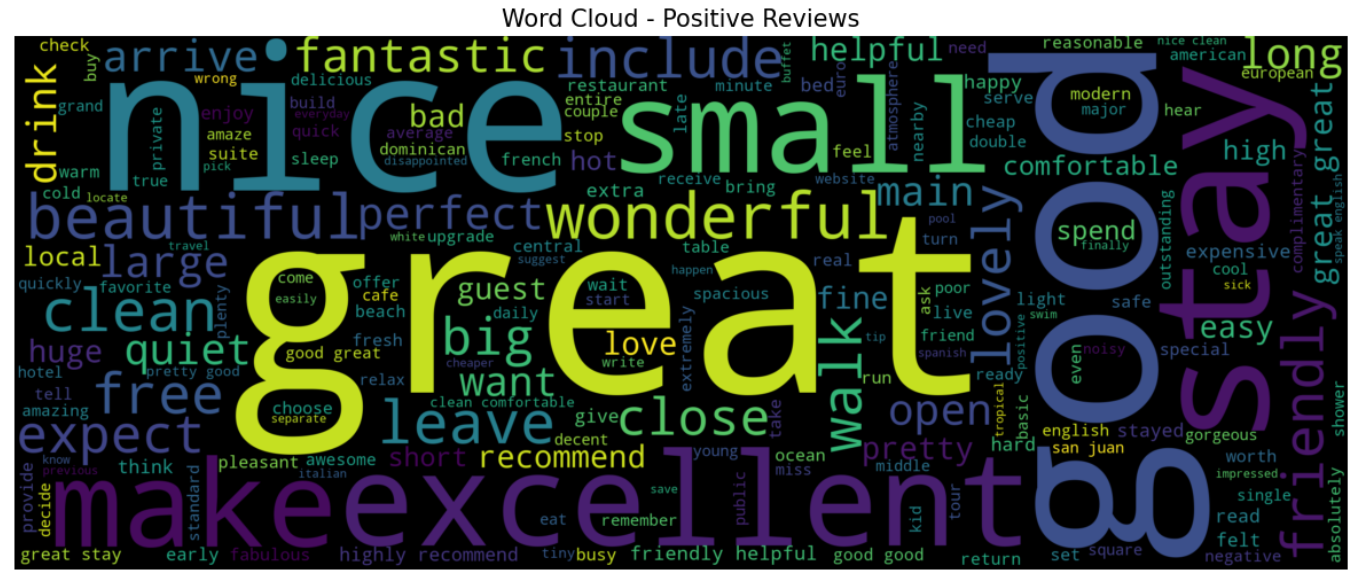 Word Cloud - Positive Reviews
check
buy
arrive
wrong
fantastic
include
helpful
need
reasonable
nice clean
american
long
european
drink
grand
nice
delicious
build
everyday
restaurant
entire
couple
minute
buffet
bed
euro
atmosphere
happy
serve
modern
major
hear
good
stay
great great
private
enjoy
amaze
suite
quick
bad
average
dominican
disappointed
stop
small
late
nearby
cheap
double
high
warm
true
pick
sleep
french
hot
feel
comfortable
complimentary
cold
locate
extra
receive
bring
website
main
lovely
outstanding
speak english
beautiful
perfect
white
upgrade
wonderful
central
suggest
table
happen
real
pool
turn
spend
finally
expensive
local
travel
large
come
easily
offer
cafe
beach
guest
daily
wait
start
spacious
fine
ask
poor
live
friend
light
swim
safe
cool
sick
quickly
favorite
plenty
clean
great
good great
fresh
big
love
write
extremely
walk
tip
spanish
positive
even
noisy
special
easy
friendly
huge
quiet
hotel
pretty good
relax
cheaper
want
run
ready
tell
amazing
free
choose
separate
leave
clean comfortable
give
decent
close
take
open
tropical
basic
hard
english
stayed
san juan
gorgeous
shower
expect
know
previous
think
pleasant
awesome
italian
short
recommend
young
ocean
miss
pretty
middle
worth
impressed
provide
decide
standard
make
excellent
save
eat
remember
public
kid
tour
single
read
felt
absolutely
great stay
early
fabulous
highly recommend
tiny
busy
friendly helpful
good good
return
set
square
negative